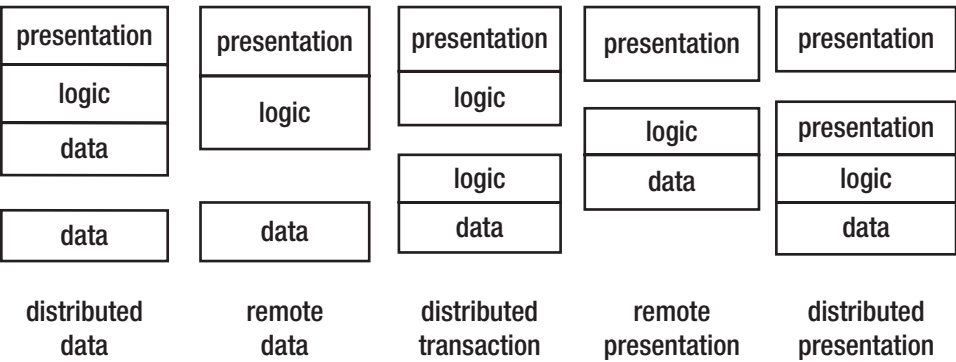 presentation
logic
data
data
distributed
data
presentation
logic
data
remote
data
presentation
logic
logic
data
distributed
transaction
presentation
logic
data
remote
presentation
presentation
presentation
logic
data
distributed
presentation